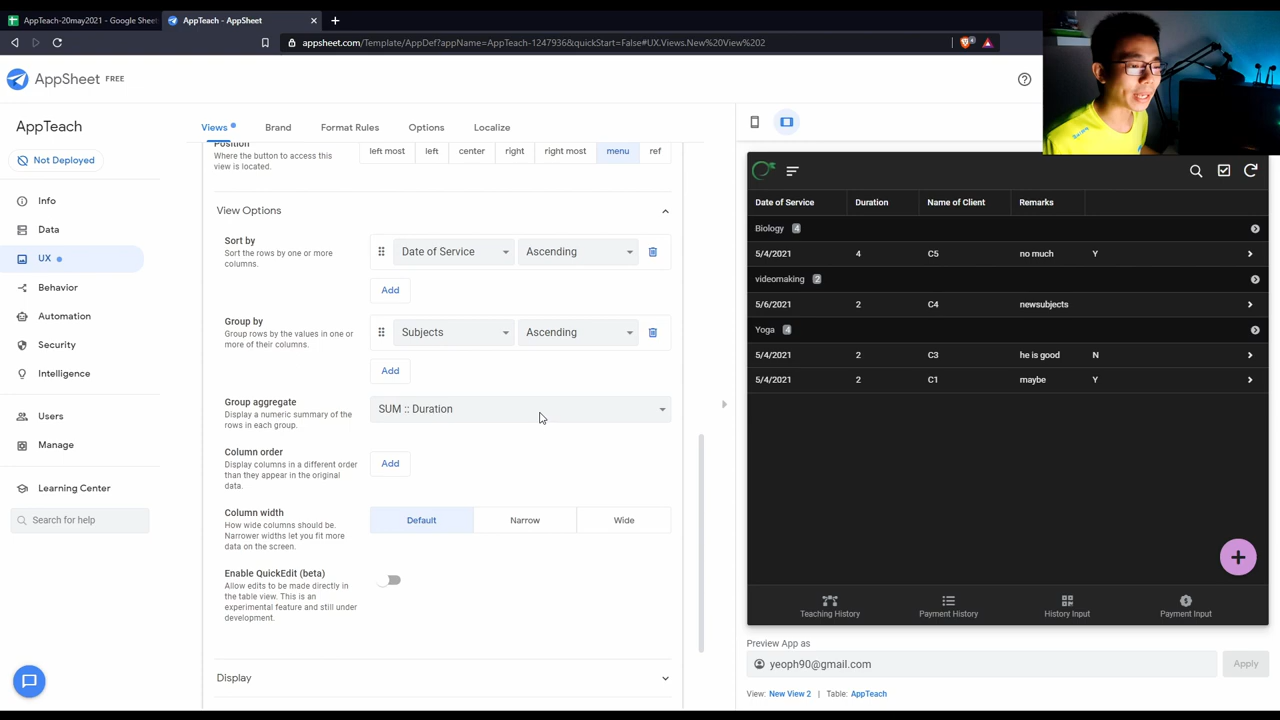 AppTeach-20may2021 - Google Sheet
AppTeach - AppSheet
appsheet.com/Template/AppDef?appName=AppTeach-1247936&quickStart=False#UX.Views.New%20View%202
AppSheet FREE
AppTeach
Not Deployed
Info
Data
UX
Behavior
Automation
Security
Intelligence
Users
Manage
Learning Center
Search for help
Views
Brand
Format Rules
Options
Localize
Position
Where the button to access this
view is located.
left most
left
center
right
right most
menu
ref
View Options
Sort by
Sort the rows by one or more
columns.
Date of Service
Ascending
Add
Group by
Group rows by the values in one or
more of their columns.
Subjects
Ascending
Add
Group aggregate
Display a numeric summary of the
rows in each group.
SUM :: Duration
Column order
Display columns in a different order
than they appear in the original
data.
Add
Column width
How wide columns should be.
Narrower widths let you fit more
data on the screen.
Default
Narrow
Wide
Enable QuickEdit (beta)
Allow edits to be made directly in
the table view. This is an
experimental feature and still under
development.
Display
Date of Service Duration Name of Client Remarks
Biology 4
5/4/2021 4 C5 no much Y
videomaking 2
5/6/2021 2 C4 newsubjects
Yoga 4
5/4/2021 2 C3 he is good N
5/4/2021 2 C1 maybe Y
Teaching History
Payment History
History Input
Payment Input
Preview App as
yeoph90@gmail.com
Apply
View: New View 2 | Table: AppTeach